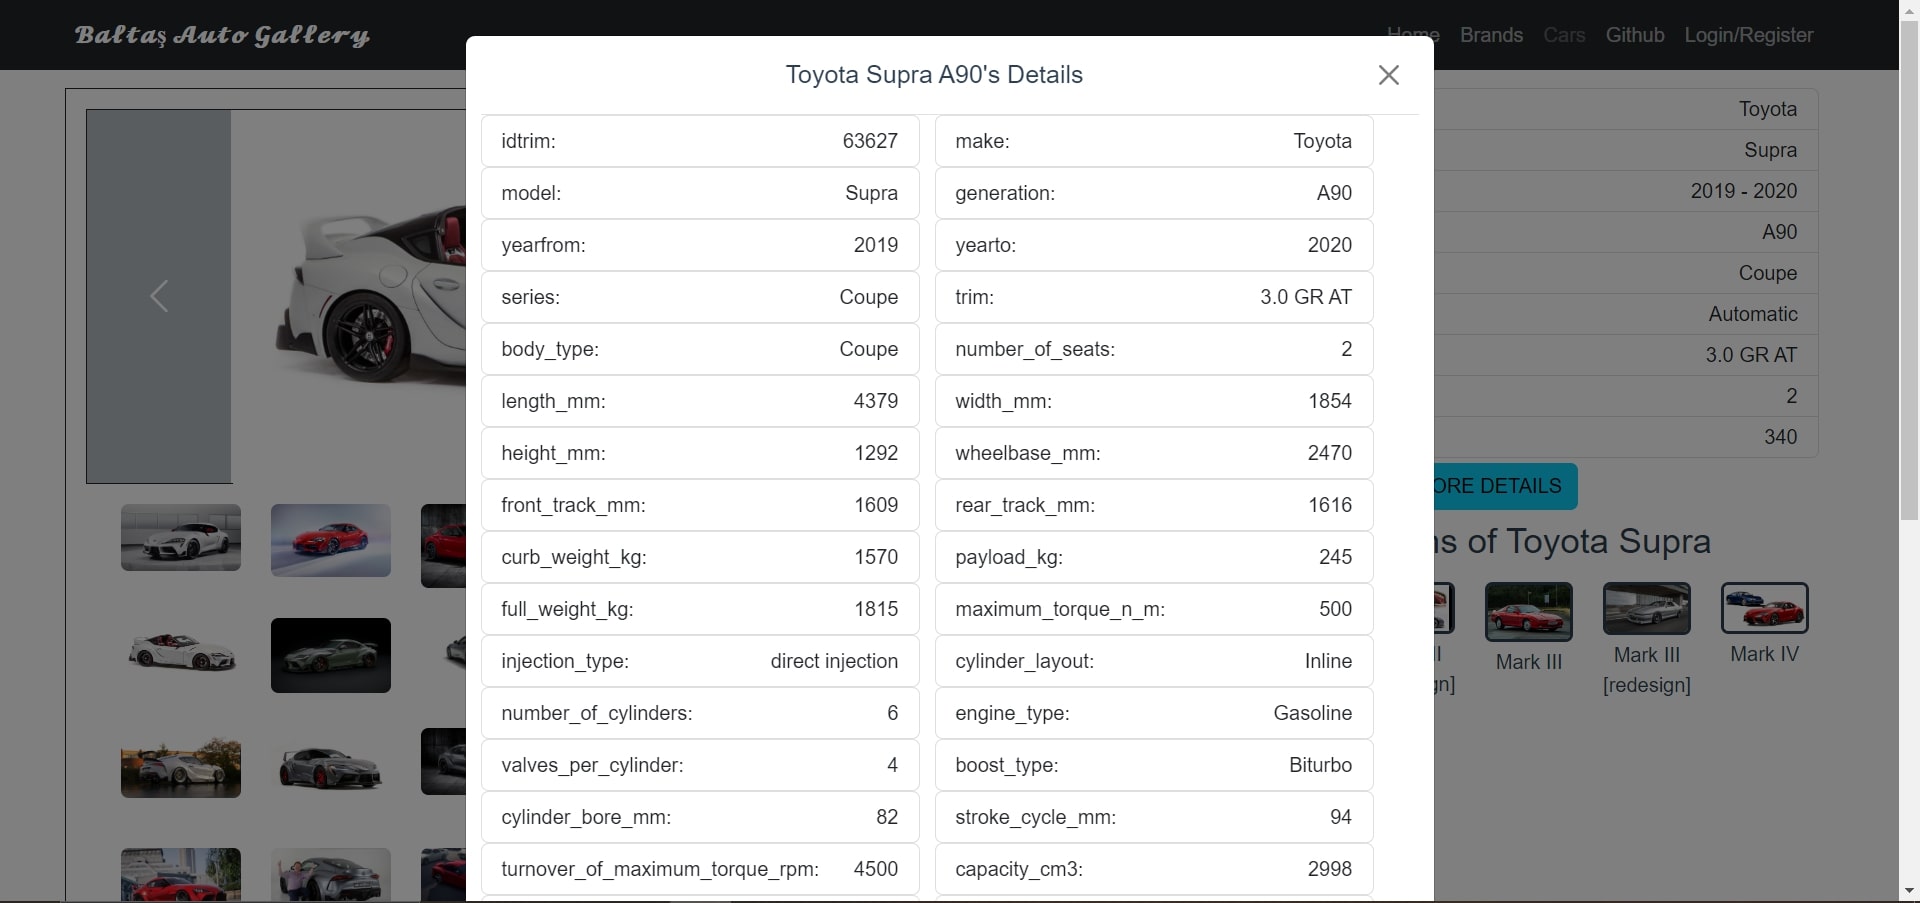 Baltaş Auto Gallery
Home Brands Cars Github Login/Register
Toyota Supra A90's Details
idtrim: 63627
make: Toyota
model: Supra
generation: A90
yearfrom: 2019
yearto: 2020
series: Coupe
trim: 3.0 GR AT
body_type: Coupe
number_of_seats: 2
length_mm: 4379
width_mm: 1854
height_mm: 1292
wheelbase_mm: 2470
front_track_mm: 1609
rear_track_mm: 1616
curb_weight_kg: 1570
payload_kg: 245
full_weight_kg: 1815
maximum_torque_n_m: 500
injection_type: direct injection
cylinder_layout: Inline
number_of_cylinders: 6
engine_type: Gasoline
valves_per_cylinder: 4
boost_type: Biturbo
cylinder_bore_mm: 82
stroke_cycle_mm: 94
turnover_of_maximum_torque_rpm: 4500
capacity_cm3: 2998
Toyota
Supra
2019 - 2020
A90
Coupe
Automatic
3.0 GR AT
2
340
ORE DETAILS
ns of Toyota Supra
Mark III
Mark III
[redesign]
Mark IV